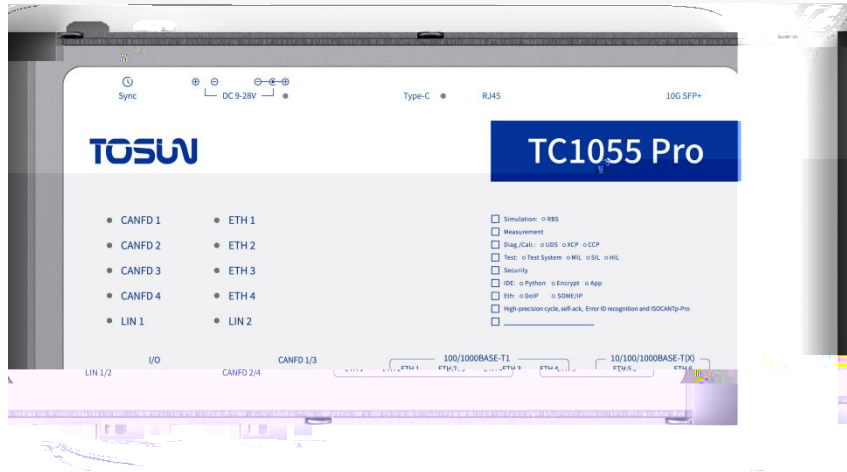 Sync
DC 9-28V
Type-C
RJ45
10G SFP+
TOSUN
TC1055 Pro
CANFD 1 ETH 1
CANFD 2 ETH 2
CANFD 3 ETH 3
CANFD 4 ETH 4
LIN 1 LIN 2
Simulation: RBS
Measurement
Diag./Cali.: UDS XCP CCP
Test: Test System MIL SIL HIL
Security
IDE: Python Encrypt App
Eth: DoIP SOME/IP
High-precision cycle, self-ack, Error ID recognition and ISOCANTp-Pro
I/O CANFD 1/3 100/1000BASE-T1 10/100/1000BASE-T(X)
LIN 1/2 CANFD 2/4